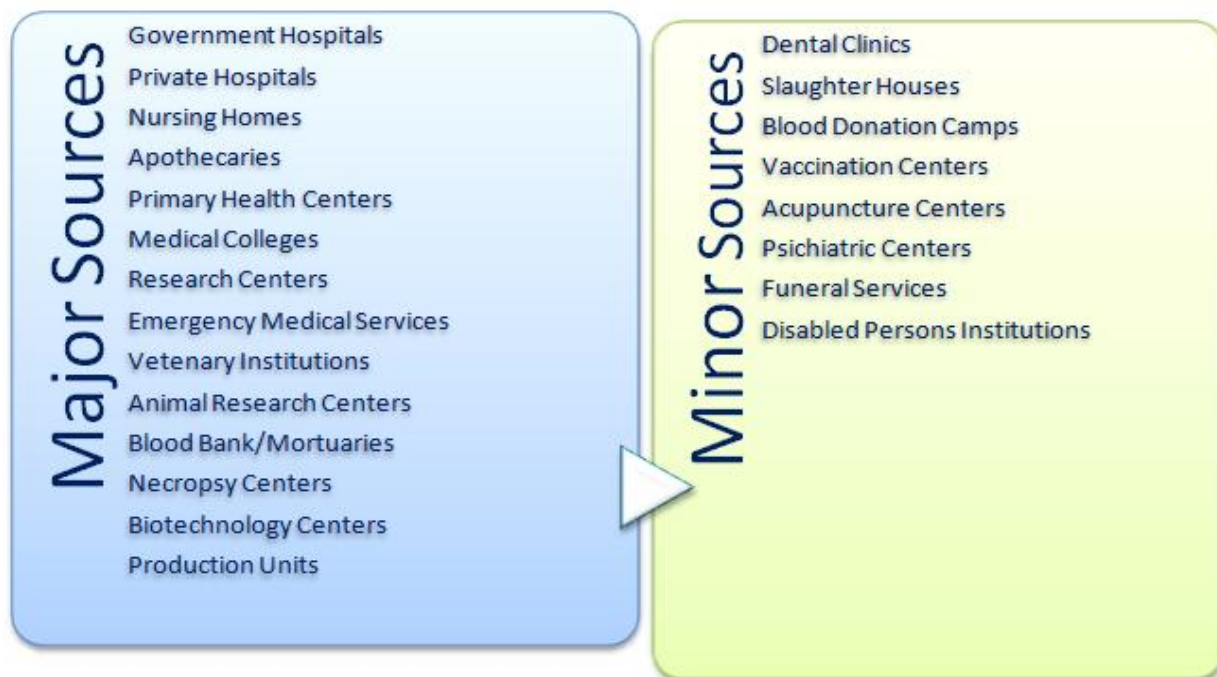 Major Sources
Government Hospitals
Private Hospitals
Nursing Homes
Apothecaries
Primary Health Centers
Medical Colleges
Research Centers
Emergency Medical Services
Vetenary Institutions
Animal Research Centers
Blood Bank/Mortuaries
Necropsy Centers
Biotechnology Centers
Production Units
Minor Sources
Dental Clinics
Slaughter Houses
Blood Donation Camps
Vaccination Centers
Acupuncture Centers
Psichiatric Centers
Funeral Services
Disabled Persons Institutions